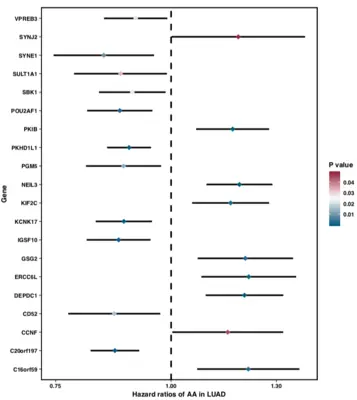 VPREB3
SYNJ2
SYNE1
SULT1A1
SBK1
POU2AF1
PKIB
PKHD1L1
PGM5
NEIL3
KIF2C
KCNK17
IGSF10
GSG2
ERCC6L
DEPDC1
CD52
CCNF
C20orf197
C16orf59
Gene
0.75 1.00 1.30
Hazard ratios of AA in LUAD
P value
0.04
0.03
0.02
0.01